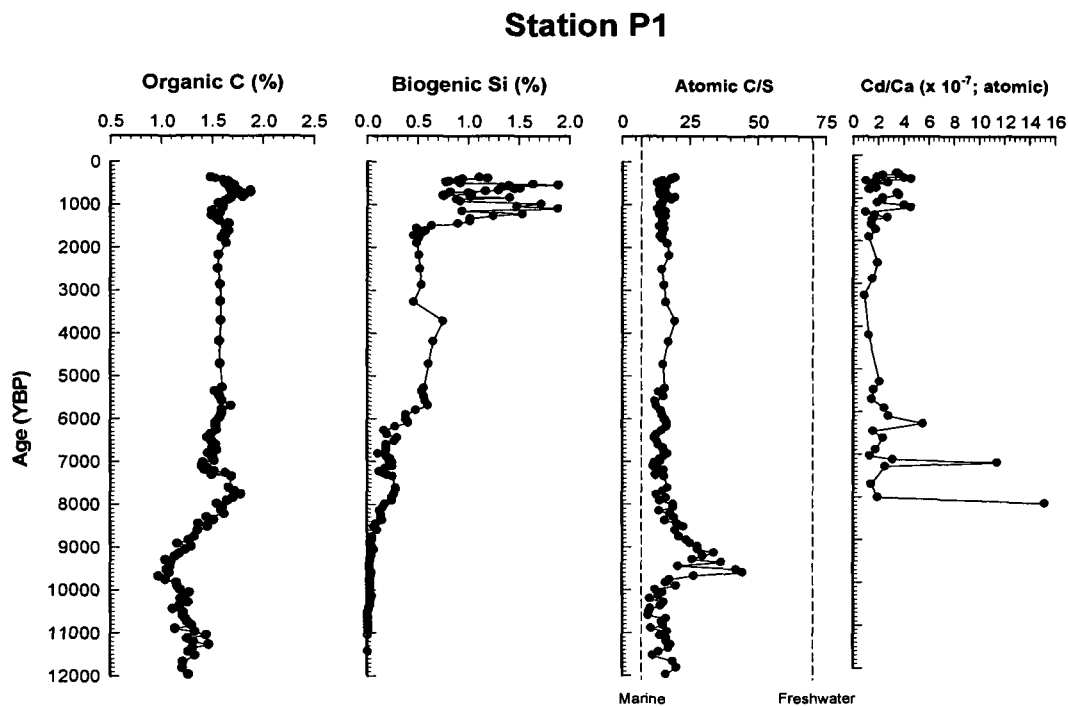 Station P1
Organic C (%) Biogenic Si (%) Atomic C/S Cd/Ca (x 10⁻⁷; atomic)
0.5 1.0 1.5 2.0 2.5 0.0 0.5 1.0 1.5 2.0 0 25 50 75 0 2 4 6 8 10 12 14 16
0
1000
2000
3000
4000
5000
6000
7000
8000
9000
10000
11000
12000
Age (YBP)
Marine Freshwater